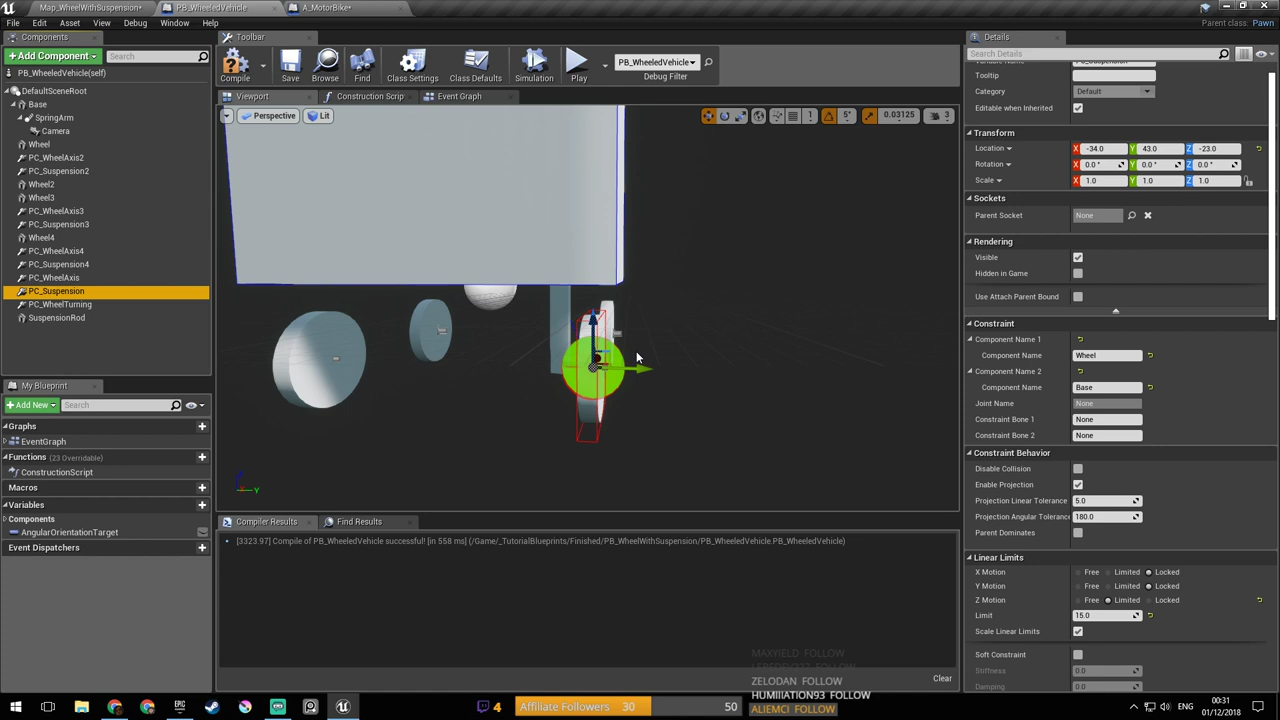 Map_WheelWithSuspension*
PB_WheeledVehicle
A_MotorBike*
File Edit Asset View Debug Window Help
Parent class: Pawn
Components
Toolbar
Details
+ Add Component
Search
Search Details
PB_WheeledVehicle(self)
Compile
Save
Browse
Find
Class Settings
Class Defaults
Simulation
Play
PB_WheeledVehicle
Debug Filter
Tooltip
Category Default
Editable when Inherited
DefaultSceneRoot
Base
SpringArm
Camera
Wheel
PC_WheelAxis2
PC_Suspension2
Wheel2
Wheel3
PC_WheelAxis3
PC_Suspension3
Wheel4
PC_WheelAxis4
PC_Suspension4
PC_WheelAxis
PC_Suspension
PC_WheelTurning
SuspensionRod
Viewport
Construction Scrip
Event Graph
Perspective
Lit
1
5°
0.03125
3
Transform
Location X -34.0 Y 43.0 Z -23.0
Rotation X 0.0 ° Y 0.0 ° Z 0.0 °
Scale X 1.0 Y 1.0 Z 1.0
Sockets
Parent Socket None
Rendering
Visible
Hidden in Game
Use Attach Parent Bound
Constraint
Component Name 1
Component Name Wheel
Component Name 2
Component Name Base
Joint Name None
Constraint Bone 1 None
Constraint Bone 2 None
Constraint Behavior
Disable Collision
Enable Projection
Projection Linear Tolerance 5.0
Projection Angular Toleranc 180.0
Parent Dominates
Linear Limits
X Motion Free Limited Locked
Y Motion Free Limited Locked
Z Motion Free Limited Locked
Limit 15.0
Scale Linear Limits
Soft Constraint
Stiffness 0.0
Damping 0.0
My Blueprint
+ Add New
Search
Graphs
EventGraph
Functions (23 Overridable)
ConstructionScript
Macros
Variables
Components
AngularOrientationTarget
Event Dispatchers
Z
X
Y
Compiler Results
Find Results
[3323.97] Compile of PB_WheeledVehicle successful! [in 558 ms] (/Game/_TutorialBlueprints/Finished/PB_WheelWithSuspension/PB_WheeledVehicle.PB_WheeledVehicle)
Clear
MAXYIELD FOLLOW
ZELODAN FOLLOW
HUMIIIATION93 FOLLOW
ALIEMCI FOLLOW
4
Affilate Followers 30
50
ENG
00:31
01/12/2018